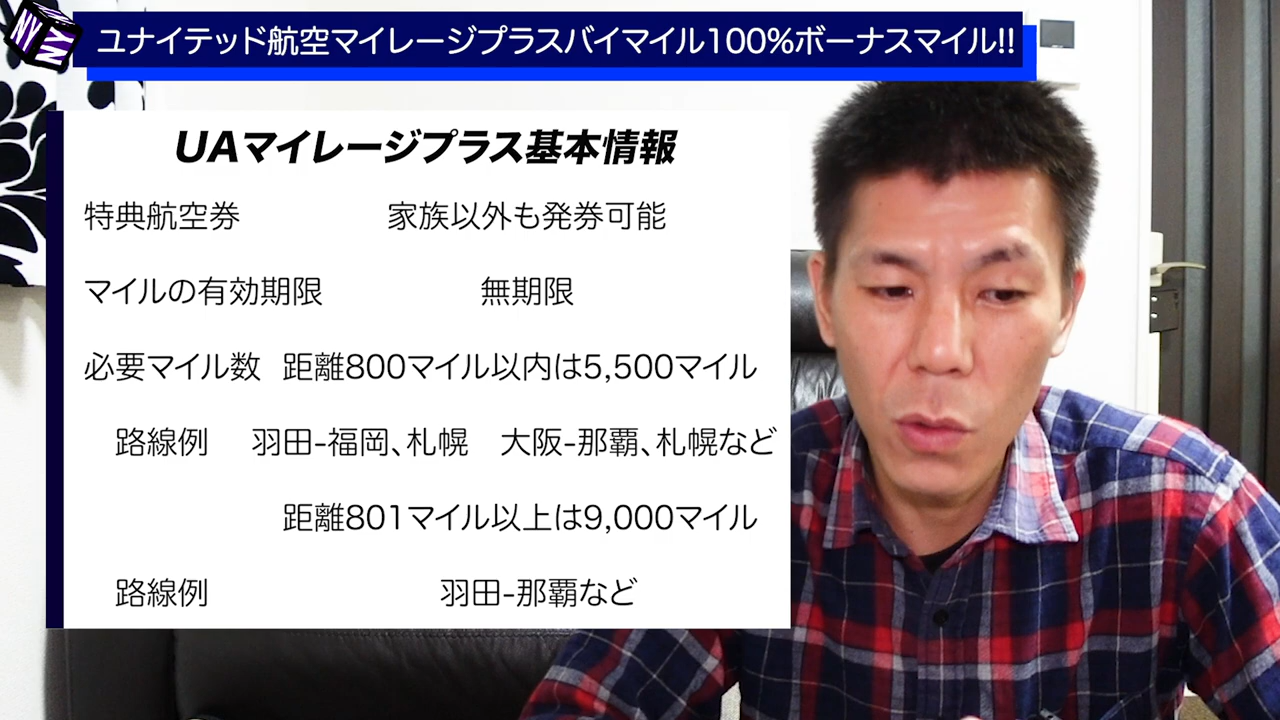 NY
NY
ユナイテッド航空マイレージプラスバイマイル100%ボーナスマイル!!
UAマイレージプラス基本情報
特典航空券 家族以外も発券可能
マイルの有効期限 無期限
必要マイル数 距離800マイル以内は5,500マイル
路線例 羽田-福岡、札幌 大阪-那覇、札幌など
距離801マイル以上は9,000マイル
路線例 羽田-那覇など